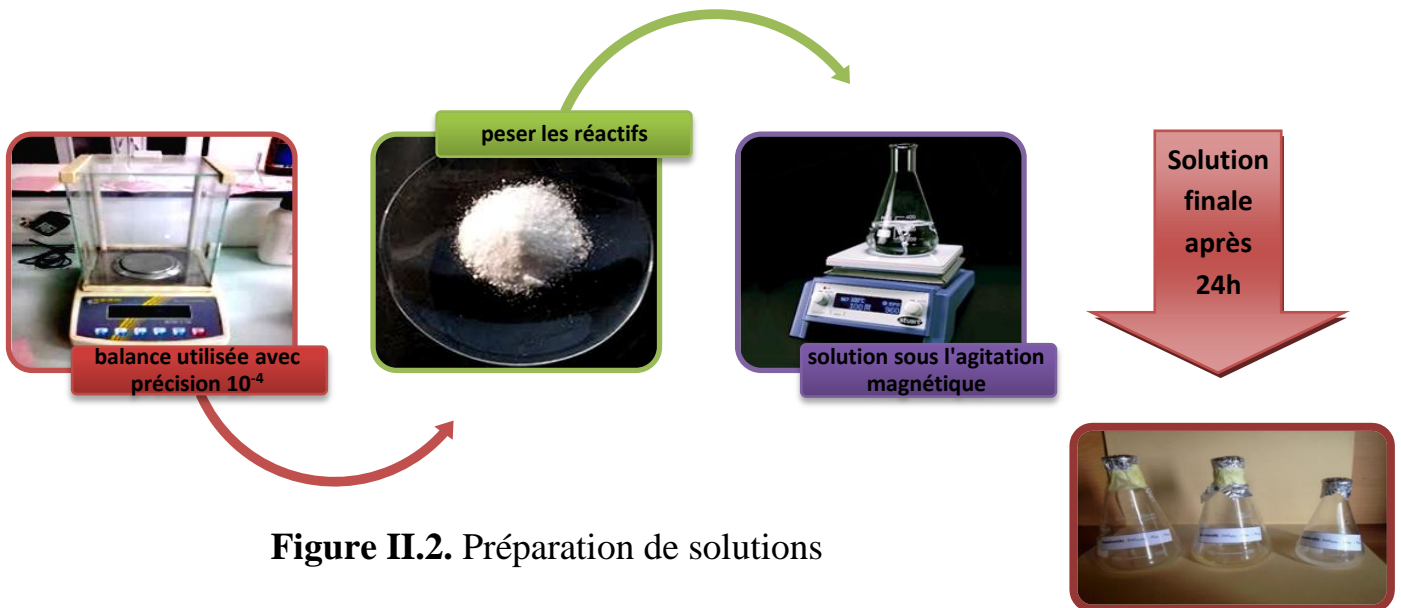 peser les réactifs
balance utilisée avec
précision 10⁻⁴
solution sous l'agitation
magnétique
Solution
finale
après
24h
stuart
Figure II.2. Préparation de solutions